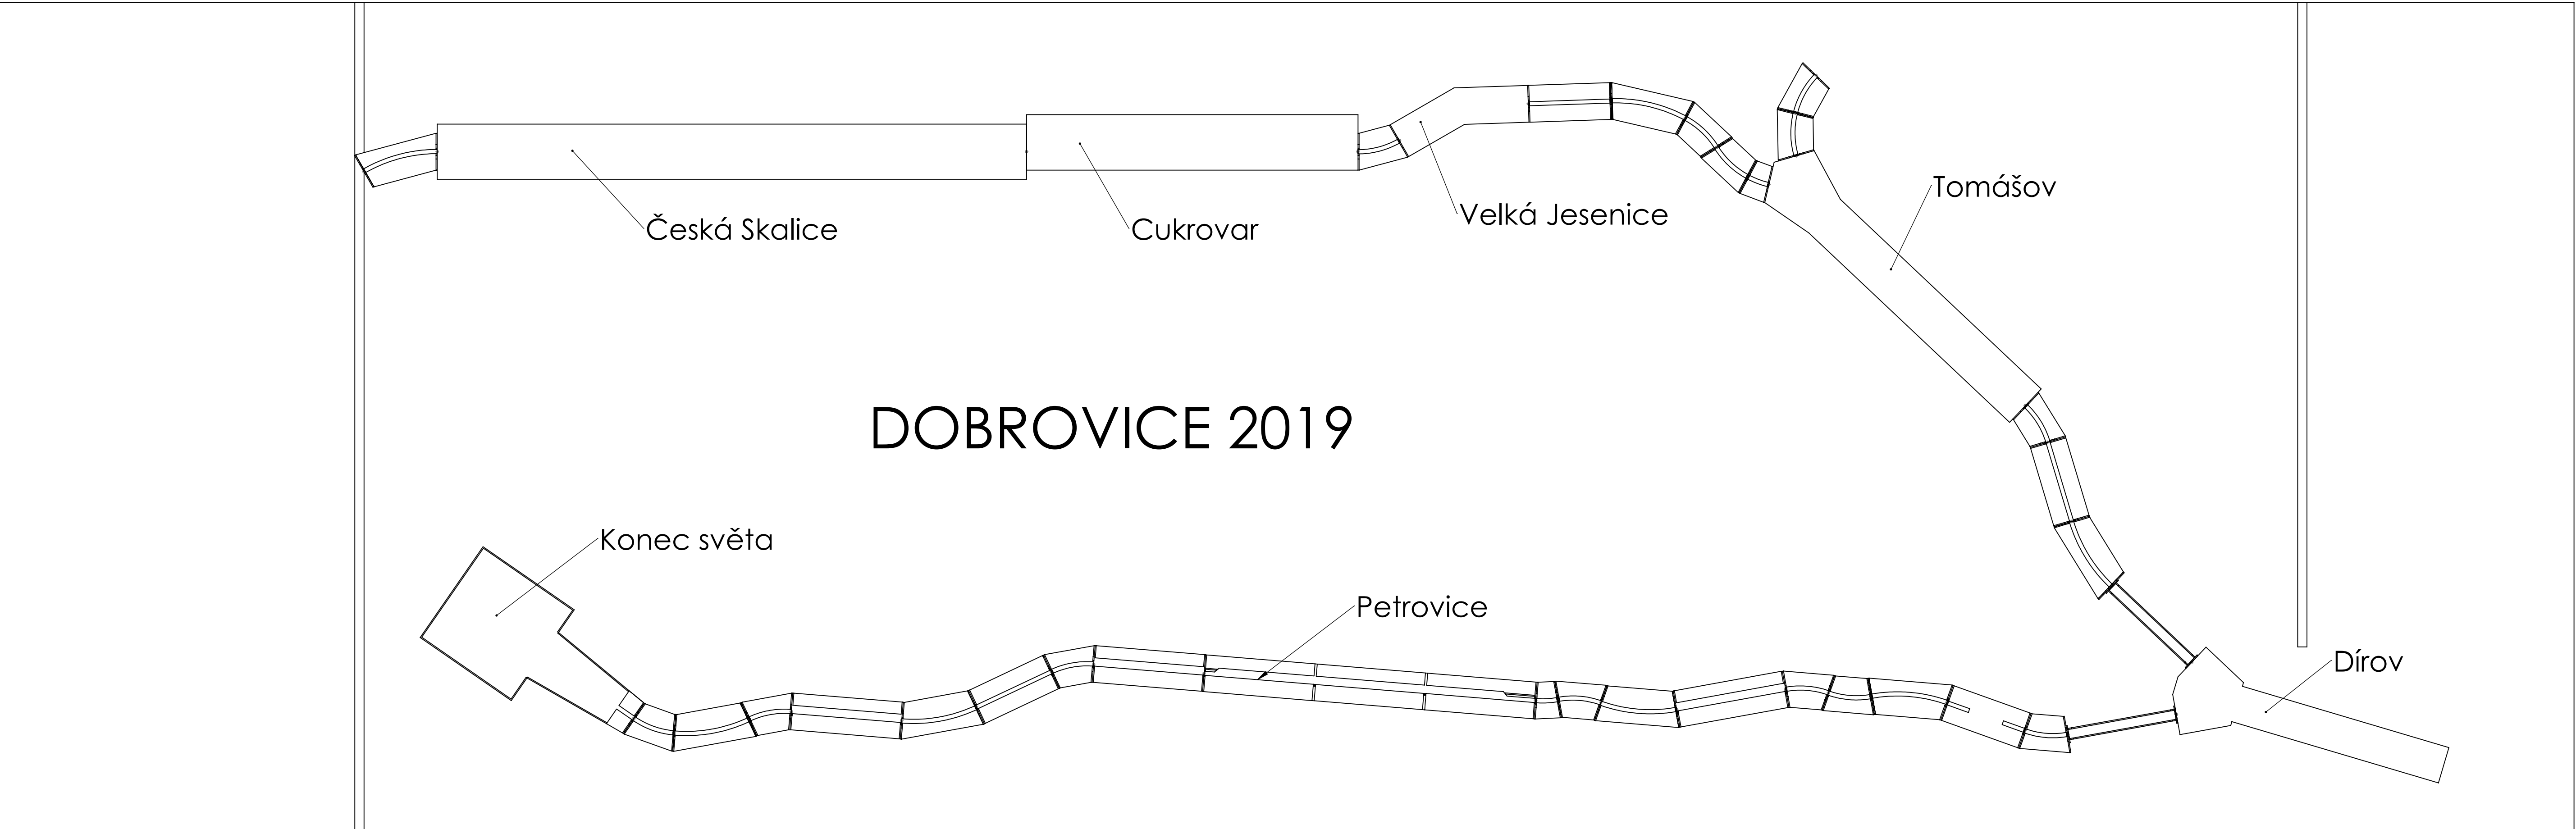 Tomášov
Velká Jesenice
Česká Skalice
Cukrovar
DOBROVICE 2019
Konec světa
Petrovice
Dírov